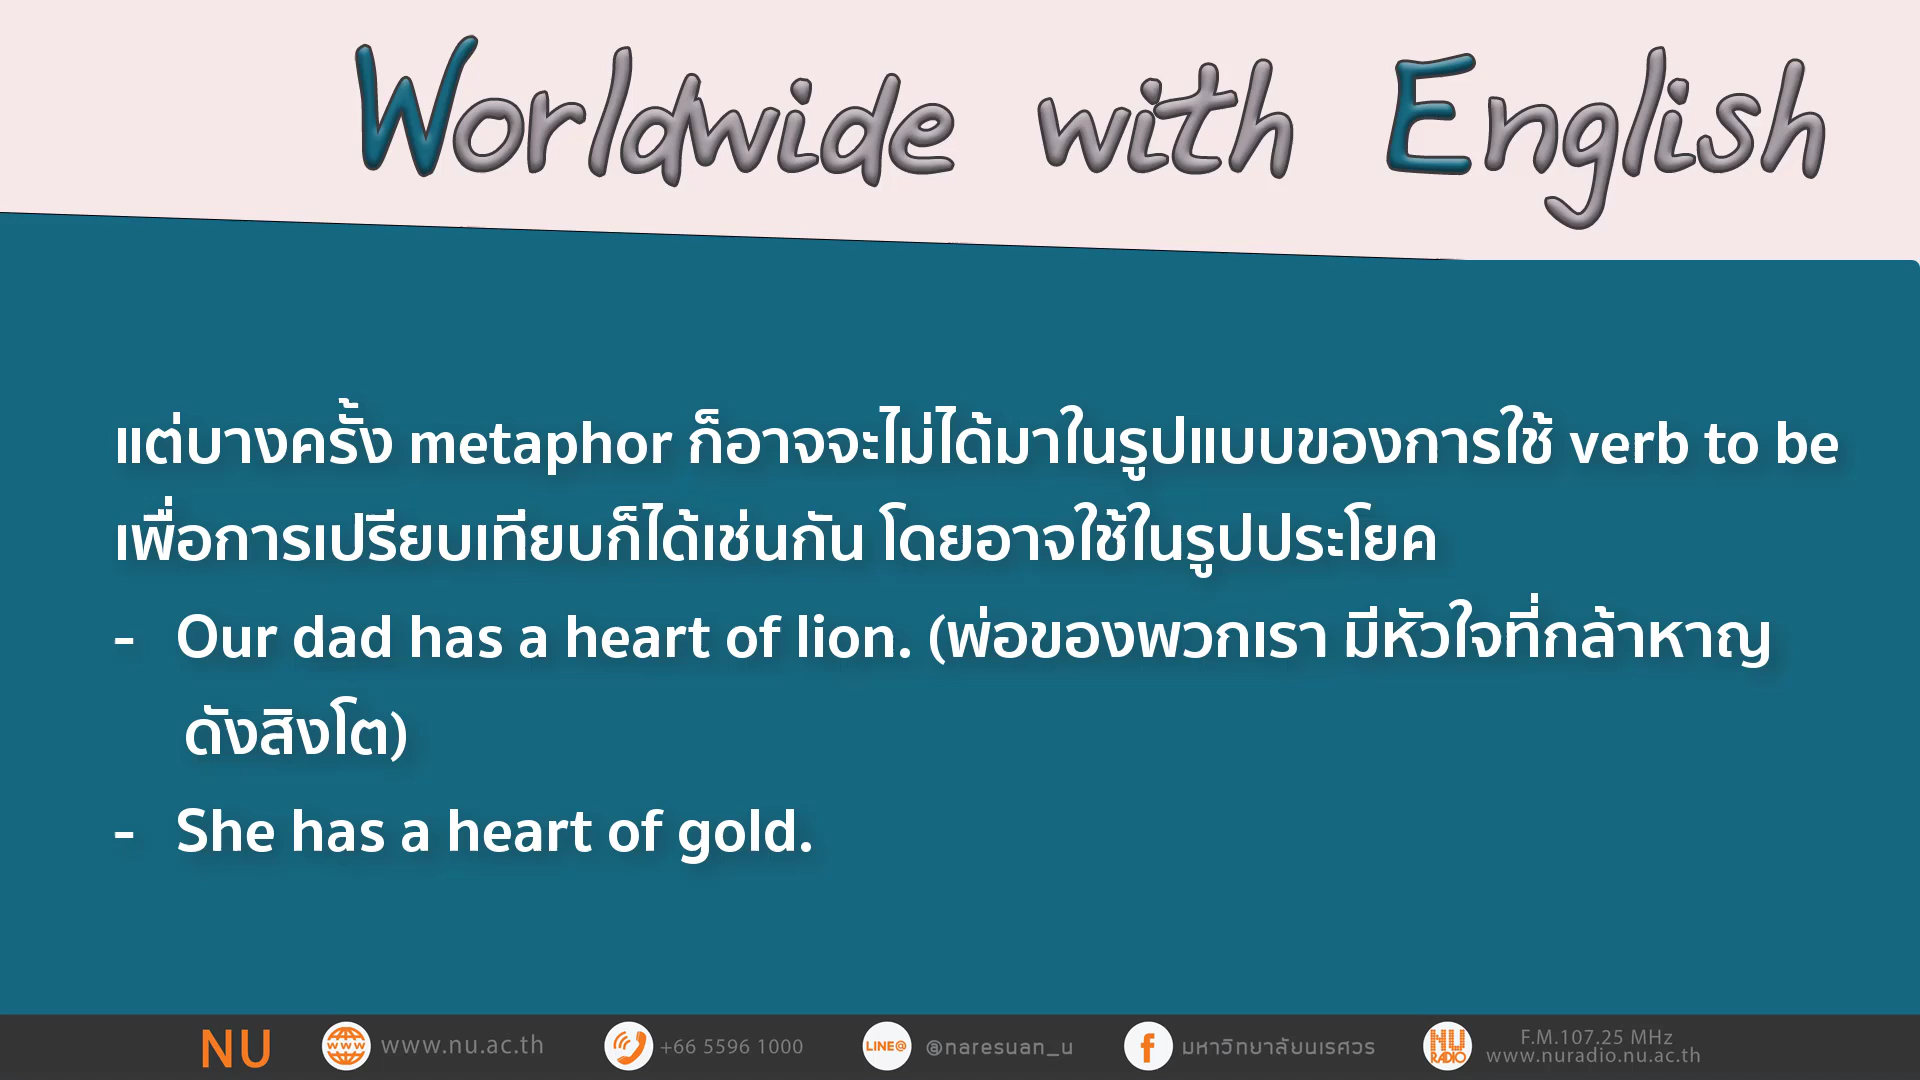 Worldwide with English
แต่บางครั้ง metaphor ก็อาจจะไม่ได้มาในรูปแบบของการใช้ verb to be
เพื่อการเปรียบเทียบก็ได้เช่นกัน โดยอาจใช้ในรูปประโยค
- Our dad has a heart of lion. (พ่อของพวกเรา มีหัวใจที่กล้าหาญ
ดังสิงโต)
- She has a heart of gold.
NU www www.nu.ac.th +66 5596 1000 LINE@ @naresuan_u f มหาวิทยาลัยนเรศวร NU RADIO F.M.107.25 MHz
www.nuradio.nu.ac.th